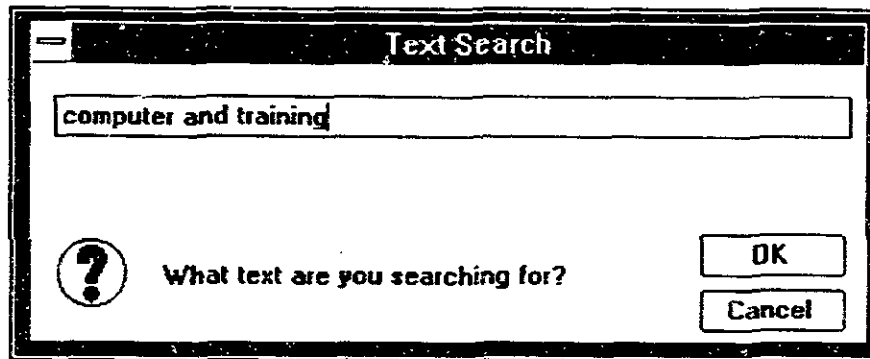 Text Search
computer and training
?
What text are you searching for?
OK
Cancel